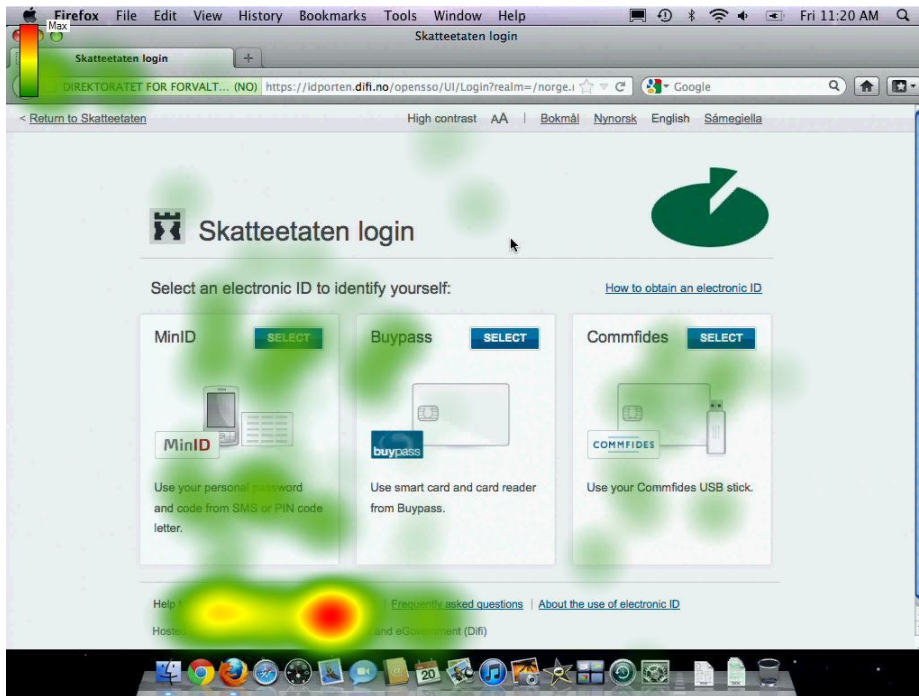 Firefox File Edit View History Bookmarks Tools Window Help Fri 11:20 AM
Max
Skatteetaten login
Skatteetaten login
DIREKTORATET FOR FORVALT... (NO) https://idporten.difi.no/opensso/UI/Login?realm=/norge.
Google
< Return to Skatteetaten High contrast AA | Bokmål Nynorsk English Sámegiella
Skatteetaten login
Select an electronic ID to identify yourself: How to obtain an electronic ID
MinID SELECT Buypass SELECT Commfides SELECT
MinID buypass COMMFIDES
Use your personal password
and code from SMS or PIN code
letter.
Use smart card and card reader
from Buypass.
Use your Commfides USB stick.
Help | Frequently asked questions | About the use of electronic ID
Hosted and eGovernment (Difi)
20